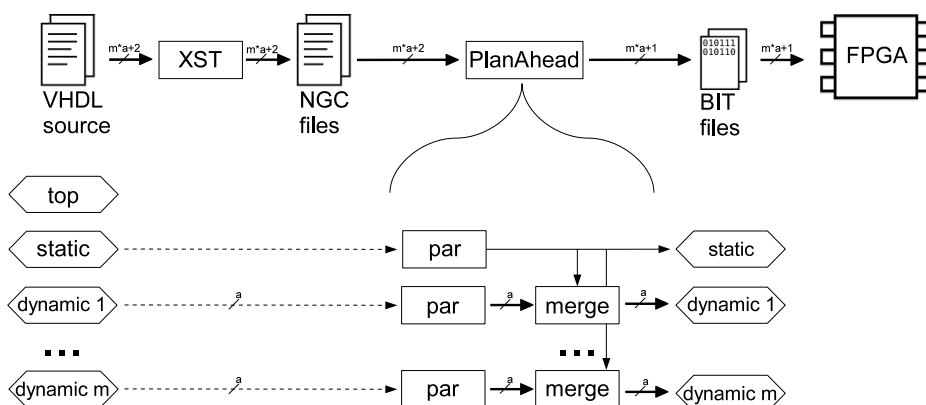 m*a+2
m*a+2
m*a+2
m*a+1
m*a+1
XST
PlanAhead
010111
010110
FPGA
VHDL
source
NGC
files
BIT
files
top
static
par
static
dynamic 1
a
par
a
merge
a
dynamic 1
...
...
dynamic m
a
par
a
merge
a
dynamic m